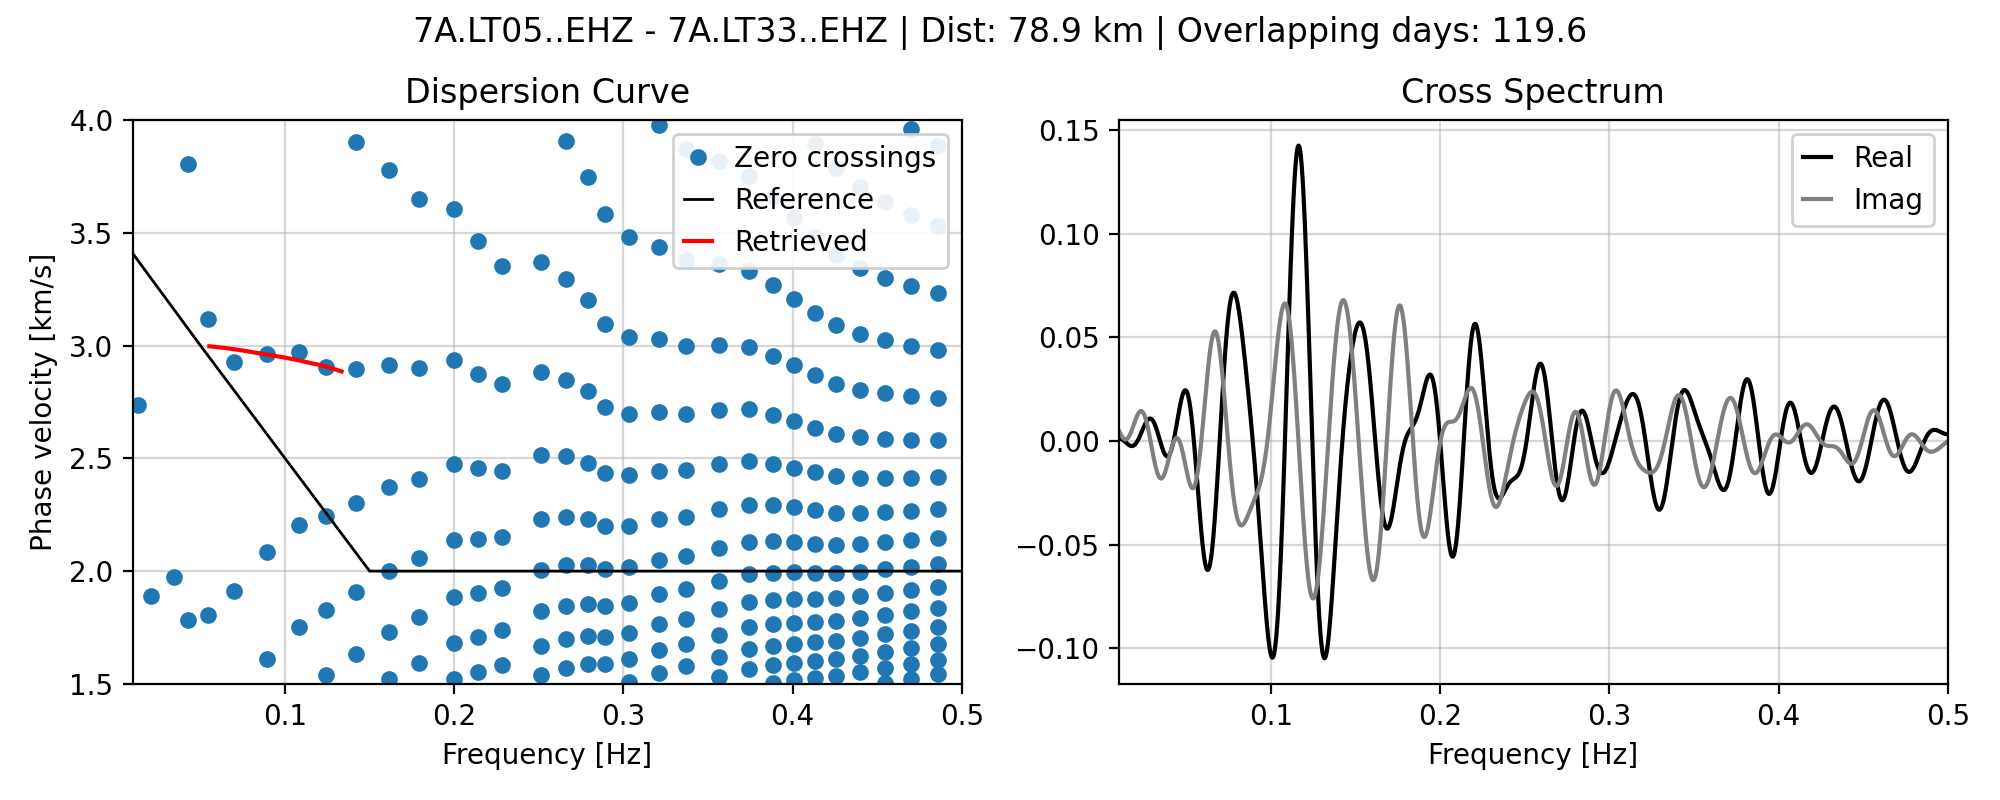 7A.LT05..EHZ - 7A.LT33..EHZ | Dist: 78.9 km | Overlapping days: 119.6
Dispersion Curve
4.0
3.5
3.0
2.5
2.0
1.5
Phase velocity [km/s]
0.1 0.2 0.3 0.4 0.5
Frequency [Hz]
Zero crossings
Reference
Retrieved
Cross Spectrum
0.15
0.10
0.05
0.00
−0.05
−0.10
0.1 0.2 0.3 0.4 0.5
Frequency [Hz]
Real
Imag